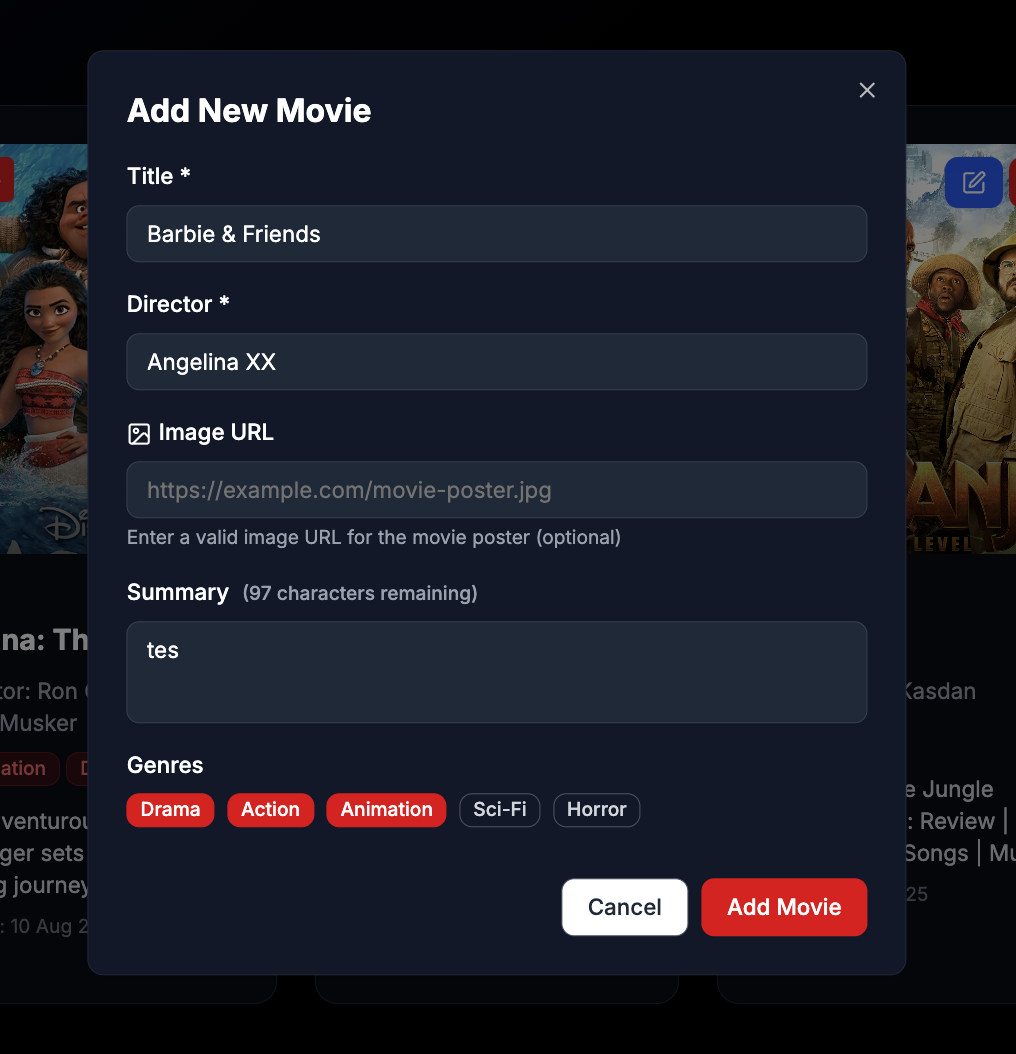 Add New Movie
Title *
Barbie & Friends
Director *
Angelina XX
Image URL
https://example.com/movie-poster.jpg
Enter a valid image URL for the movie poster (optional)
Summary (97 characters remaining)
tes
Genres
Drama Action Animation Sci-Fi Horror
Cancel Add Movie
na: Th
tor: Ron
Musker
ation
venturou
ger sets
g journey
: 10 Aug 2
LEVEL
Kasdan
e Jungle
: Review |
Songs | Mu
25